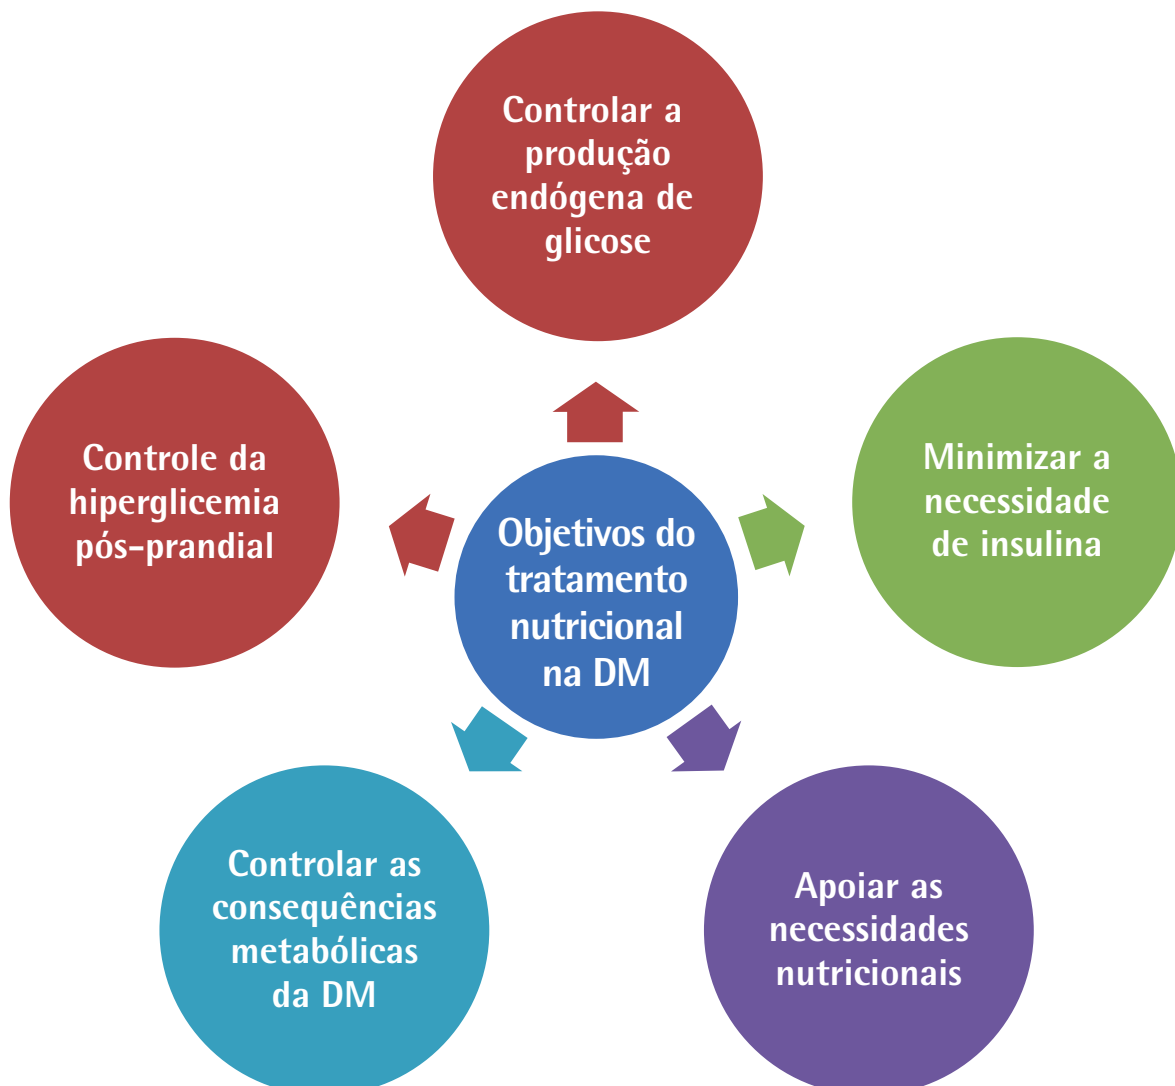 Controlar a
produção
endógena de
glicose
Controle da
hiperglicemia
pós-prandial
Minimizar a
necessidade
de insulina
Objetivos do
tratamento
nutricional
na DM
Controlar as
consequências
metabólicas
da DM
Apoiar as
necessidades
nutricionais